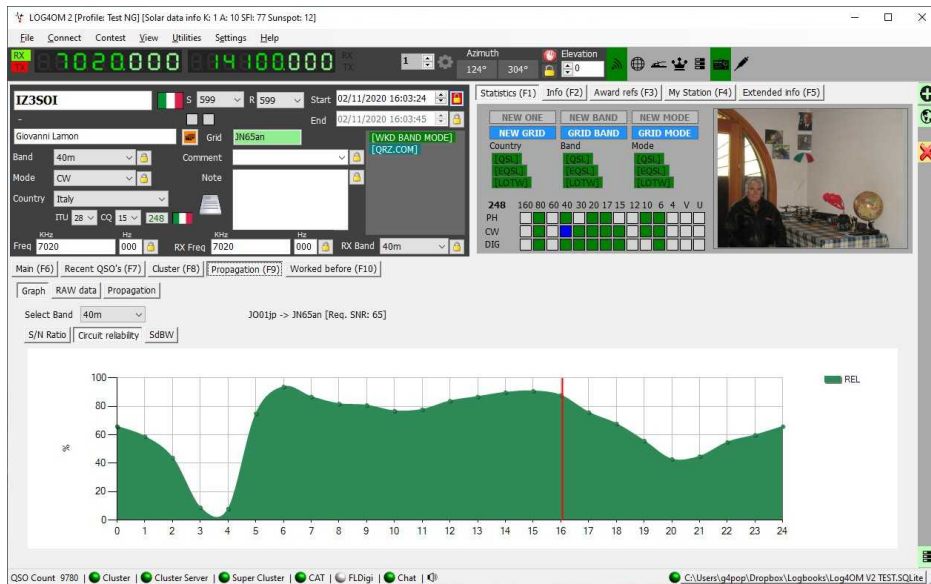 LOG4OM 2 [Profile: Test NG] [Solar data info K: 1 A: 10 SFI: 77 Sunspot: 12]
File Connect Contest View Utilities Settings Help
RX 7020.000 14100.000 RX 1 Azimuth Elevation
TX TX 124° 304° 0
IZ3SOI S 599 R 599 Start 02/11/2020 16:03:24
- End 02/11/2020 16:03:45
Giovanni Lamon Grid JN65an [WKD BAND MODE]
[QRZ.COM]
Band 40m Comment
Mode CW Note
Country Italy
ITU 28 CQ 15 248
KHz Hz KHz Hz
Freq 7020 000 RX Freq 7020 000 RX Band 40m
Statistics (F1) Info (F2) Award refs (F3) My Station (F4) Extended info (F5)
NEW ONE NEW BAND NEW MODE
NEW GRID GRID BAND GRID MODE
Country Band Mode
[QSL] [QSL] [QSL]
[EQSL] [EQSL] [EQSL]
[LOTW] [LOTW] [LOTW]
248 160 80 60 40 30 20 17 15 12 10 6 4 V U
PH
CW
DIG
Main (F6) Recent QSO's (F7) Cluster (F8) Propagation (F9) Worked before (F10)
Graph RAW data Propagation
Select Band 40m JO01jp -> JN65an [Req. SNR: 65]
S/N Ratio Circuit reliability SdBW
100
80
60
40
20
0
%
REL
0 1 2 3 4 5 6 7 8 9 10 11 12 13 14 15 16 17 18 19 20 21 22 23 24
QSO Count 9780 | Cluster | Cluster Server | Super Cluster | CAT | FLDigi | Chat | C:\Users\g4pop\Dropbox\Logbooks\Log4OM V2 TEST.SQLite